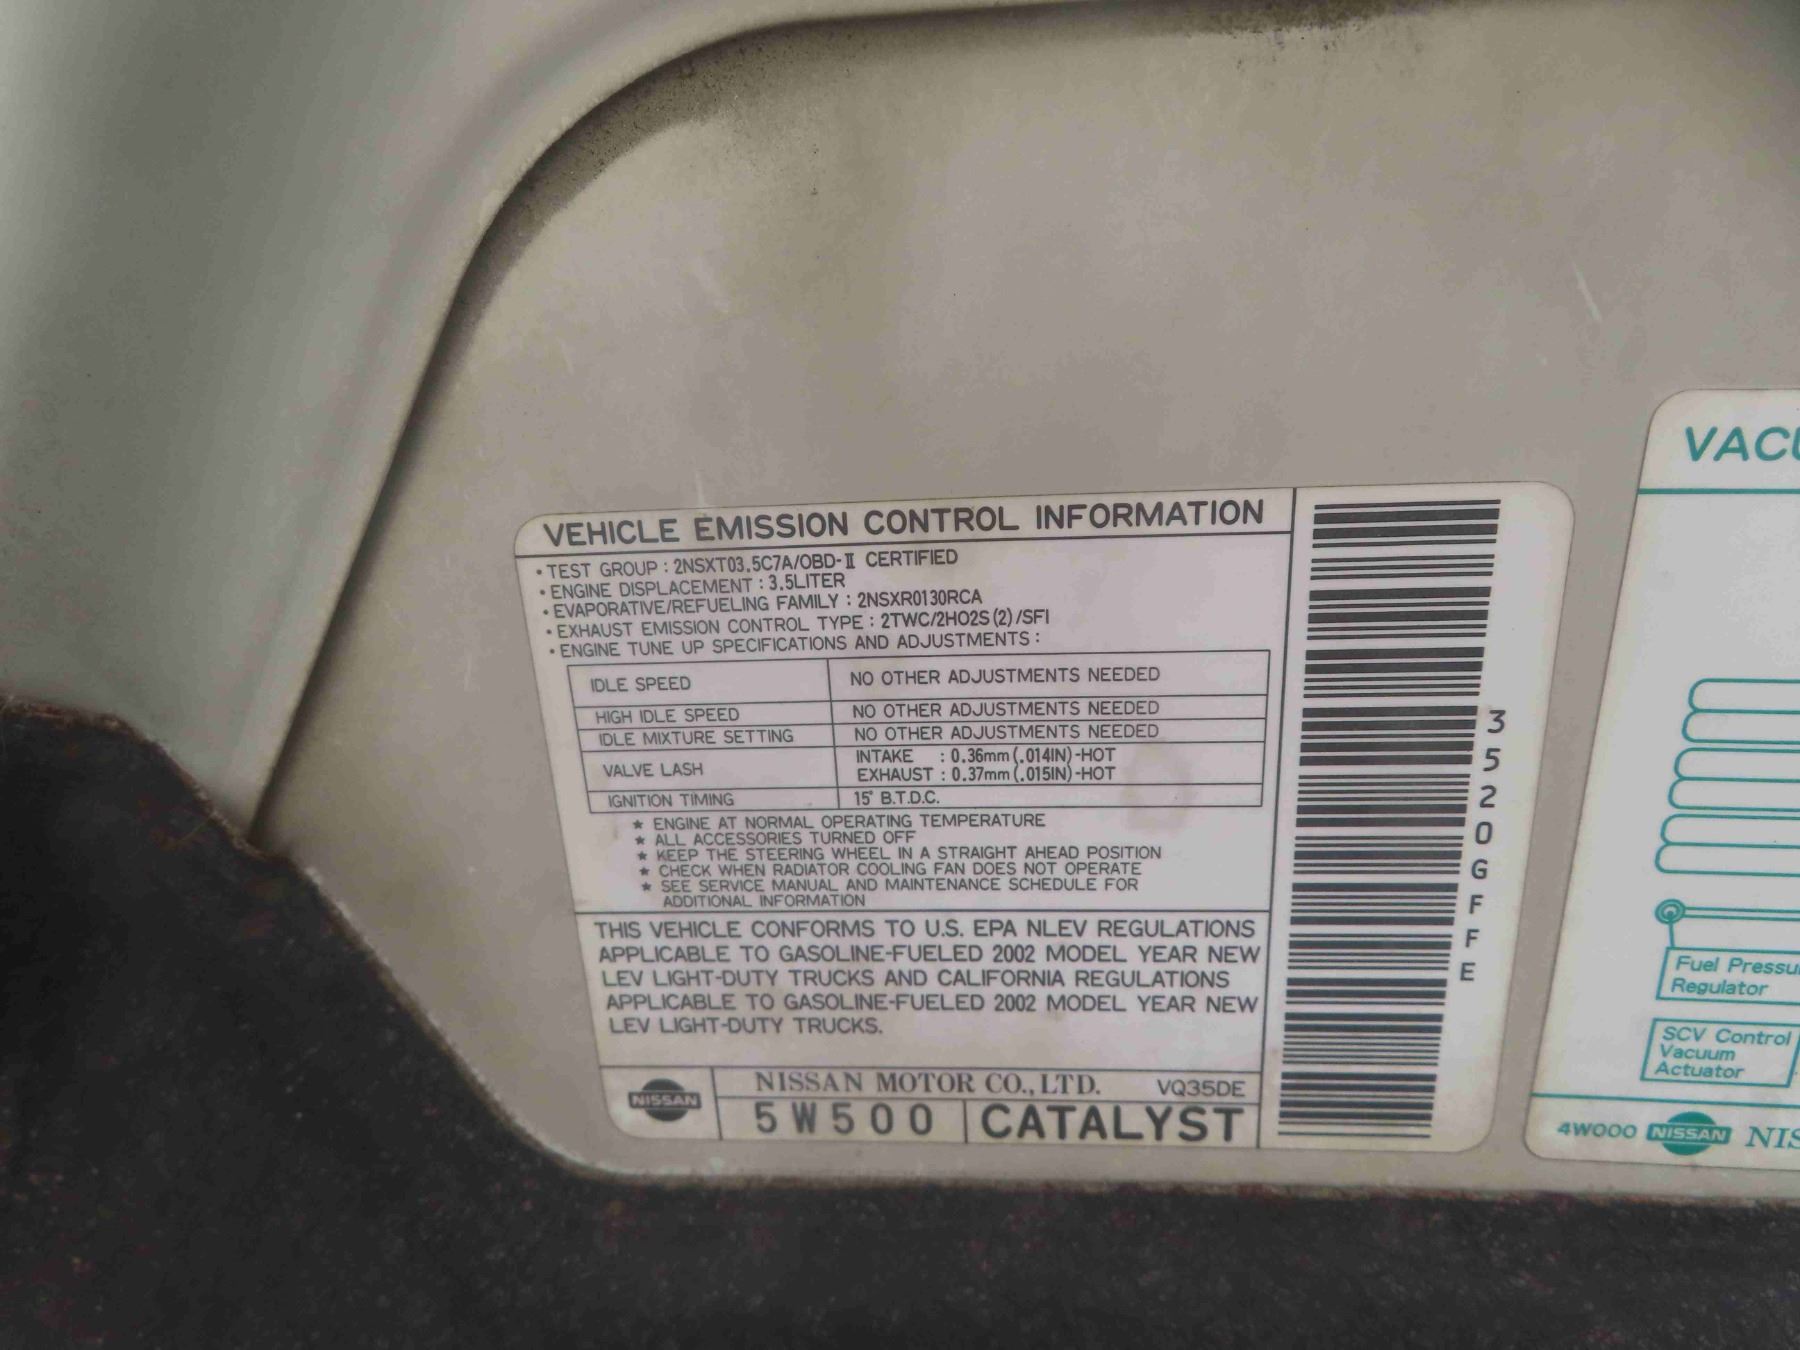 VEHICLE EMISSION CONTROL INFORMATION
• TEST GROUP : 2NSXT03.5C7A/OBD-II CERTIFIED
• ENGINE DISPLACEMENT : 3.5LITER
• EVAPORATIVE/REFUELING FAMILY : 2NSXR0130RCA
• EXHAUST EMISSION CONTROL TYPE : 2TWC/2HO2S(2)/SFI
• ENGINE TUNE UP SPECIFICATIONS AND ADJUSTMENTS :
IDLE SPEED NO OTHER ADJUSTMENTS NEEDED
HIGH IDLE SPEED NO OTHER ADJUSTMENTS NEEDED
IDLE MIXTURE SETTING NO OTHER ADJUSTMENTS NEEDED
VALVE LASH INTAKE : 0.36mm (.014IN)-HOT
EXHAUST : 0.37mm (.015IN)-HOT
IGNITION TIMING 15° B.T.D.C.
★ ENGINE AT NORMAL OPERATING TEMPERATURE
★ ALL ACCESSORIES TURNED OFF
★ KEEP THE STEERING WHEEL IN A STRAIGHT AHEAD POSITION
★ CHECK WHEN RADIATOR COOLING FAN DOES NOT OPERATE
★ SEE SERVICE MANUAL AND MAINTENANCE SCHEDULE FOR
ADDITIONAL INFORMATION
THIS VEHICLE CONFORMS TO U.S. EPA NLEV REGULATIONS
APPLICABLE TO GASOLINE-FUELED 2002 MODEL YEAR NEW
LEV LIGHT-DUTY TRUCKS AND CALIFORNIA REGULATIONS
APPLICABLE TO GASOLINE-FUELED 2002 MODEL YEAR NEW
LEV LIGHT-DUTY TRUCKS.
NISSAN
NISSAN MOTOR CO., LTD. VQ35DE
5W500 CATALYST
3520GFFE
VACU
Fuel Pressu
Regulator
SCV Control
Vacuum
Actuator
4W000 NISSAN NIS